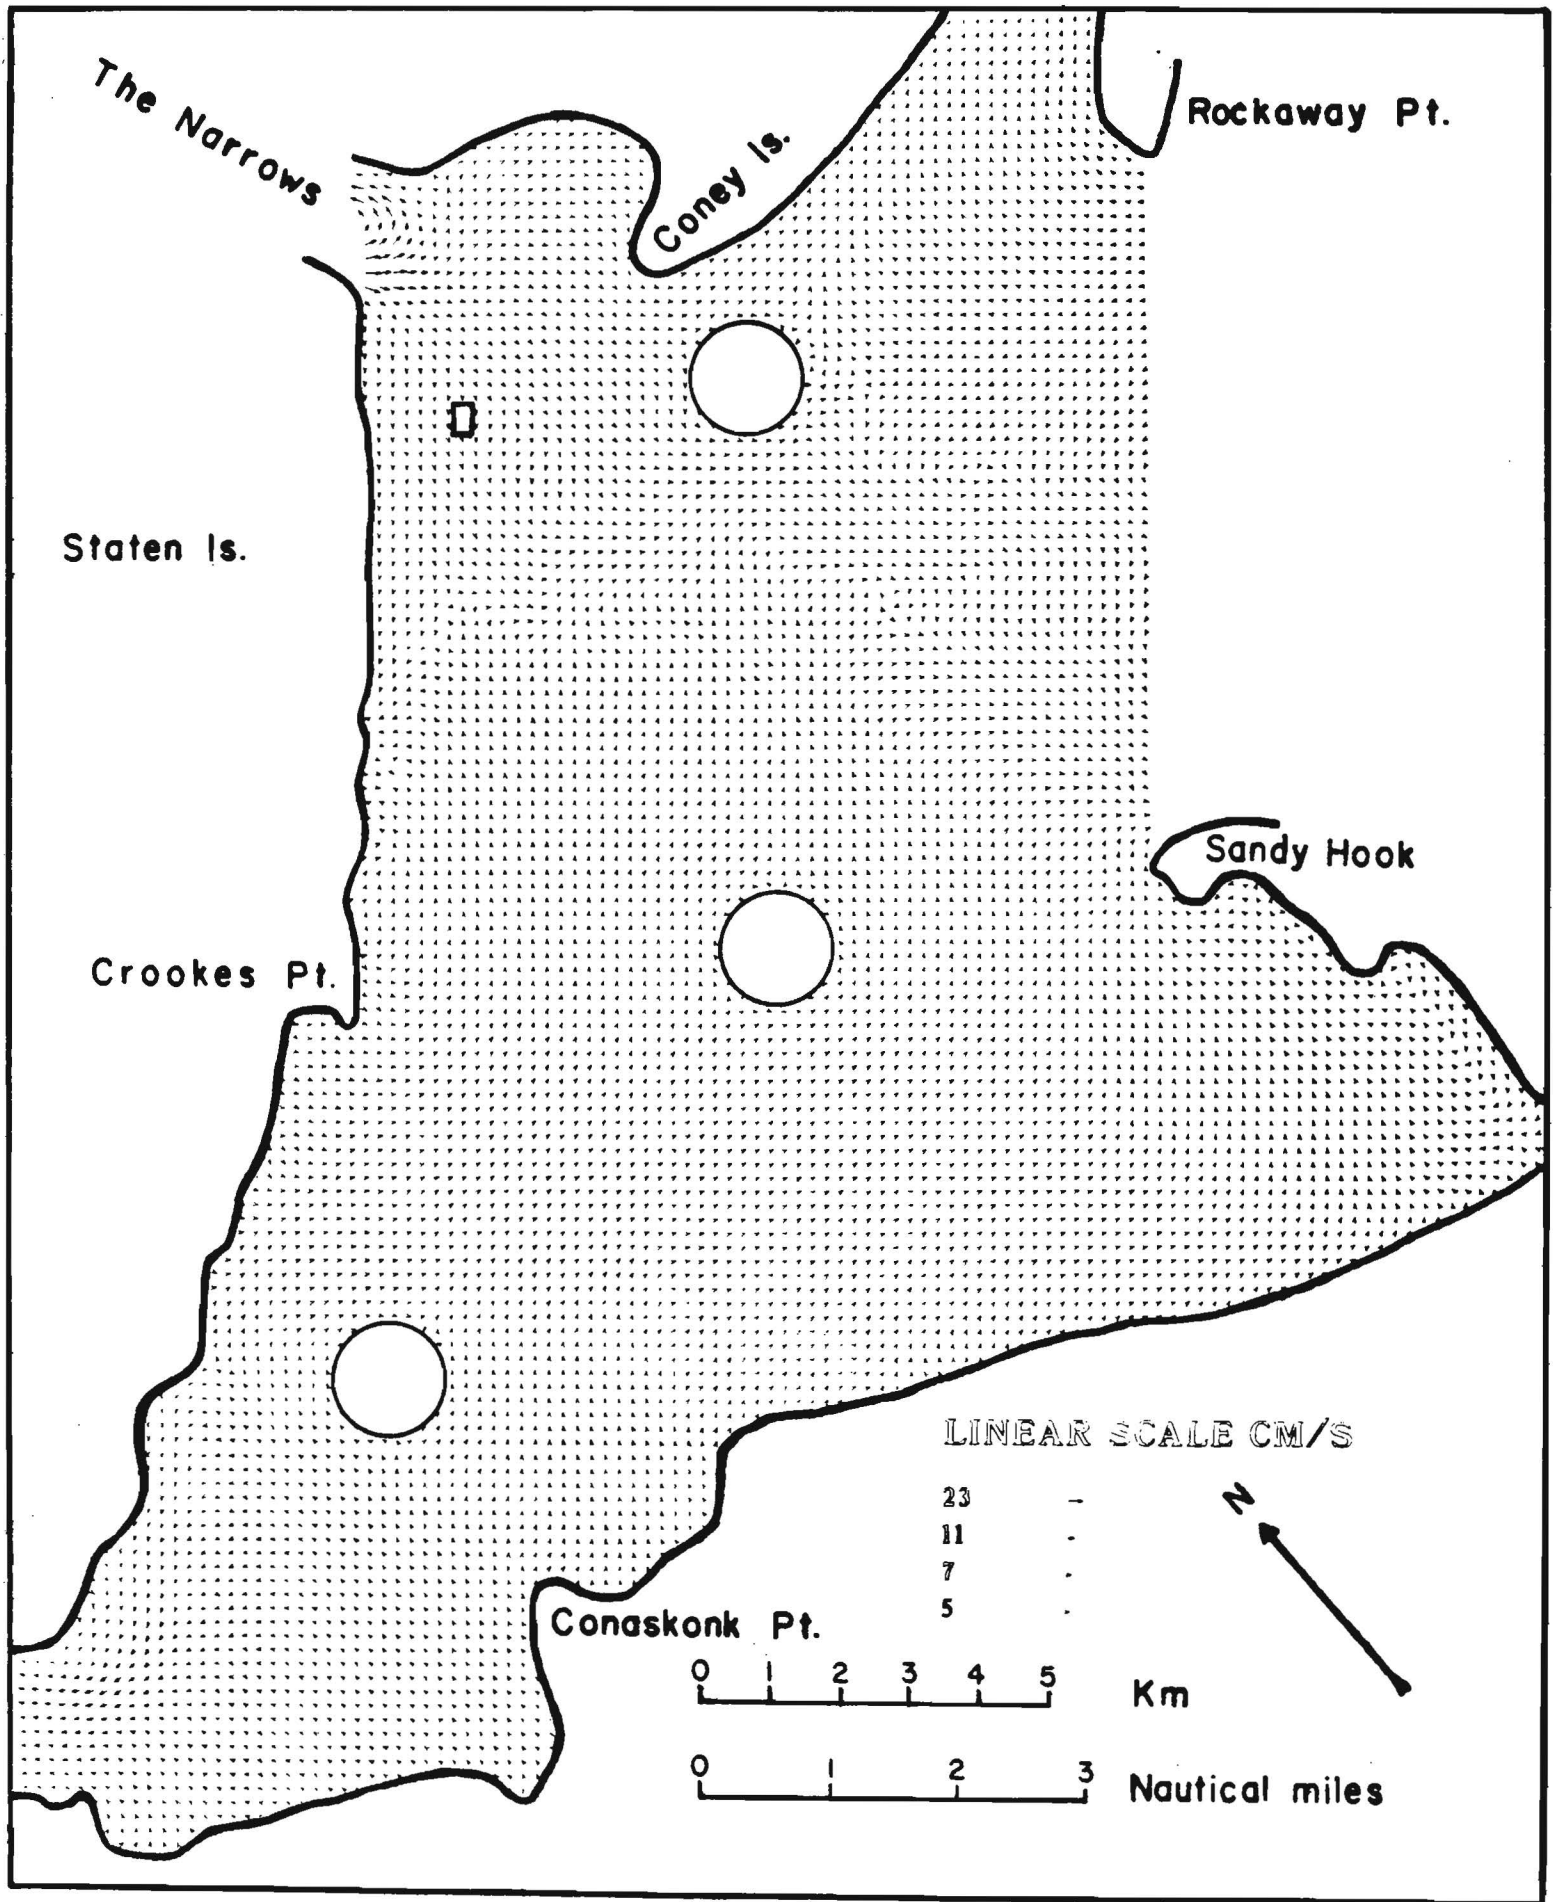 The Narrows
Rockaway Pt.
Coney Is.
Staten Is.
Sandy Hook
Crookes Pt.
LINEAR SCALE CM/S
23
11
7
5
N
Conaskonk Pt.
0 1 2 3 4 5
Km
0 1 2 3
Nautical miles